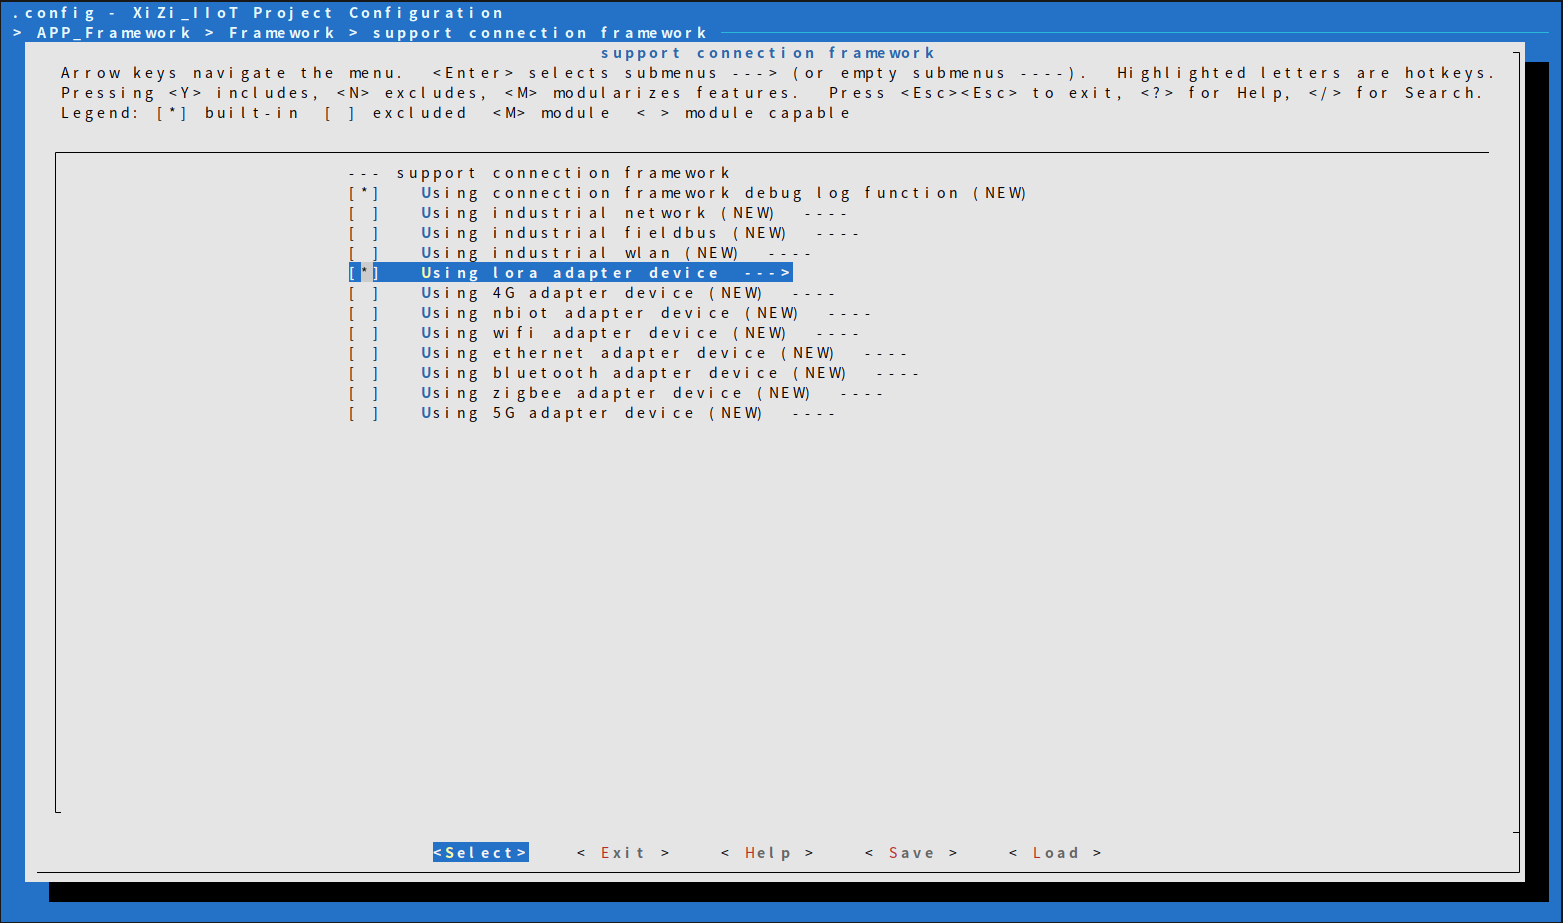 .config - XiZi_IIoT Project Configuration
> APP_Framework > Framework > support connection framework
support connection framework
Arrow keys navigate the menu.  <Enter> selects submenus ---> (or empty submenus ----).  Highlighted letters are hotkeys.
Pressing <Y> includes, <N> excludes, <M> modularizes features.  Press <Esc><Esc> to exit, <?> for Help, </> for Search.
Legend: [*] built-in  [ ] excluded  <M> module  < > module capable
--- support connection framework
[*]   Using connection framework debug log function (NEW)
[ ]   Using industrial network (NEW)  ----
[ ]   Using industrial fieldbus (NEW)  ----
[ ]   Using industrial wlan (NEW)  ----
[*]   Using lora adapter device  --->
[ ]   Using 4G adapter device (NEW)  ----
[ ]   Using nbiot adapter device (NEW)  ----
[ ]   Using wifi adapter device (NEW)  ----
[ ]   Using ethernet adapter device (NEW)  ----
[ ]   Using bluetooth adapter device (NEW)  ----
[ ]   Using zigbee adapter device (NEW)  ----
[ ]   Using 5G adapter device (NEW)  ----
<Select>    < Exit >    < Help >    < Save >    < Load >